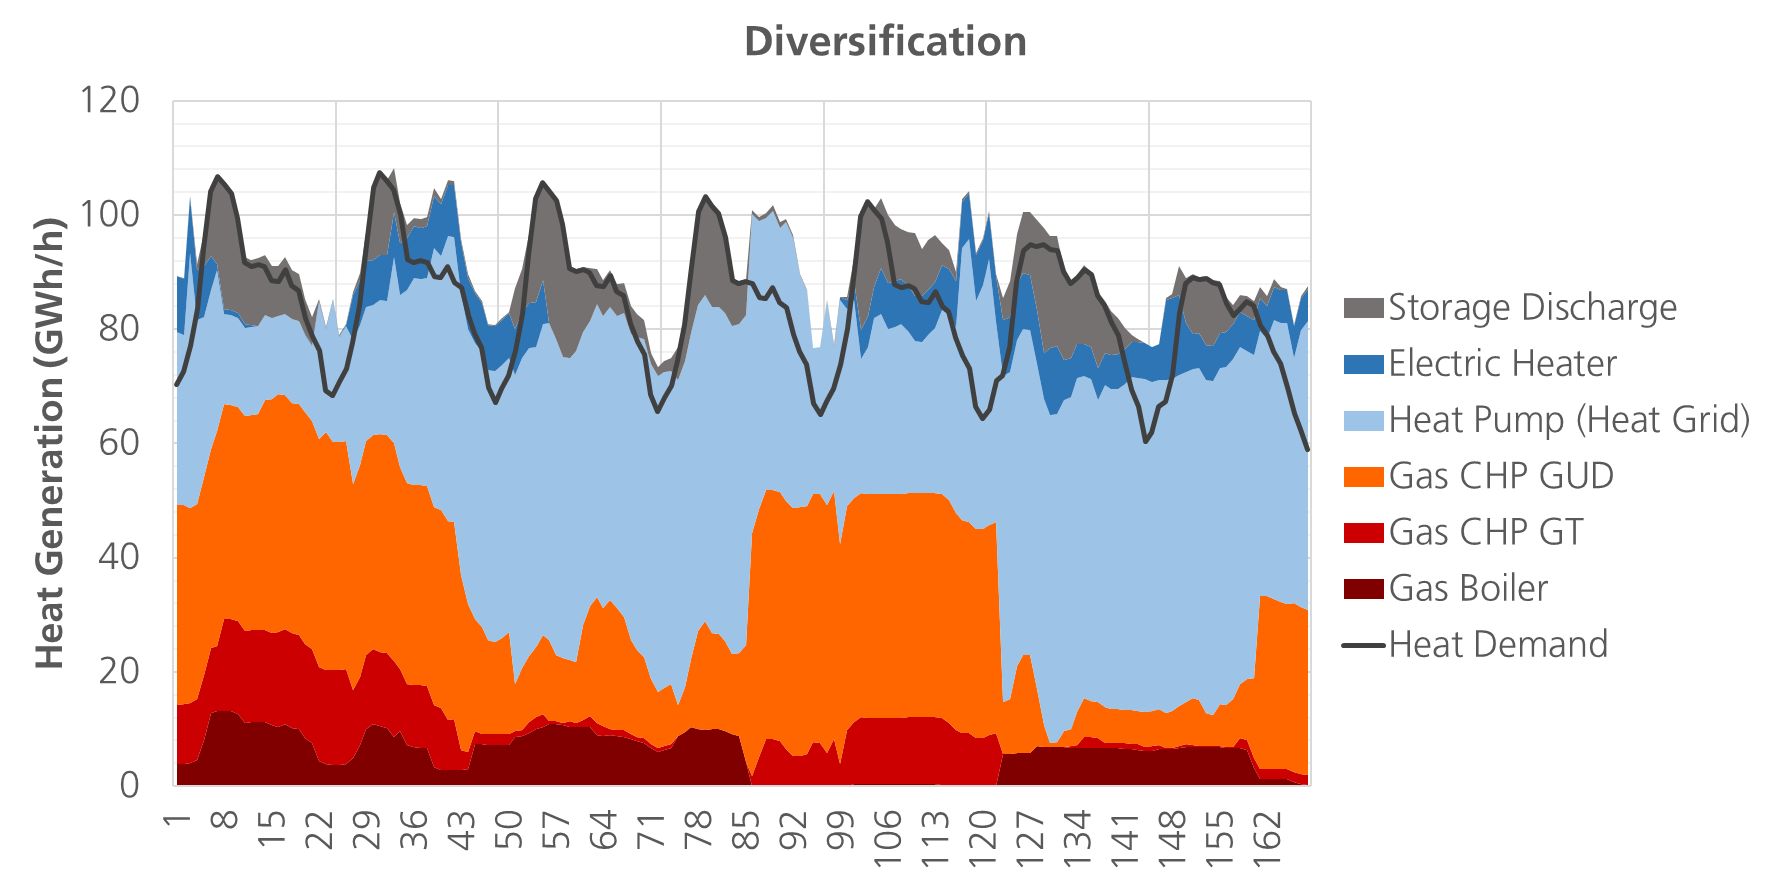 Diversification
Heat Generation (GWh/h)
120
100
80
60
40
20
0
1 8 15 22 29 36 43 50 57 64 71 78 85 92 99 106 113 120 127 134 141 148 155 162
Storage Discharge
Electric Heater
Heat Pump (Heat Grid)
Gas CHP GUD
Gas CHP GT
Gas Boiler
Heat Demand